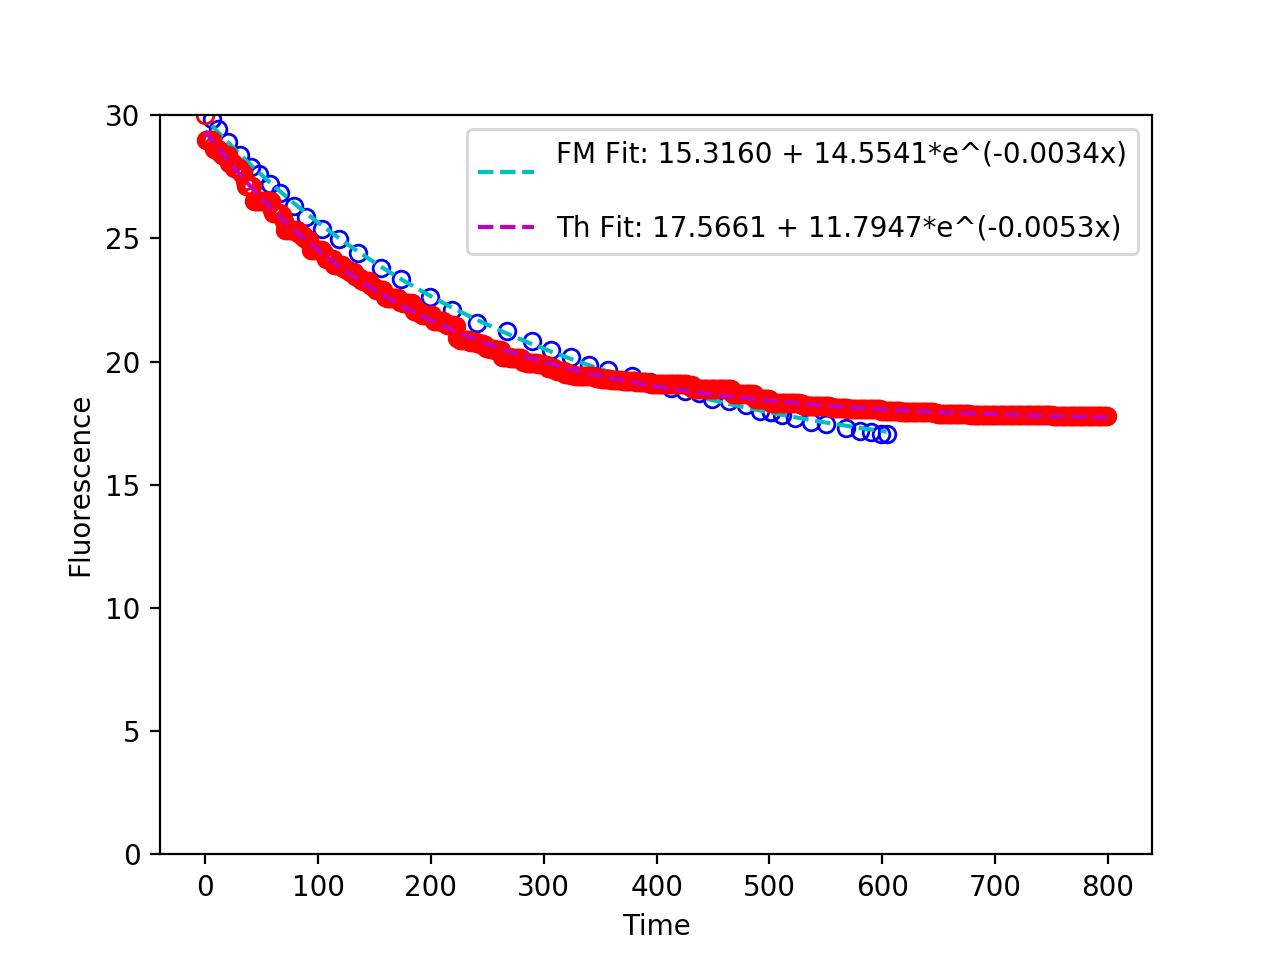 30
25
20
15
10
5
0
Fluorescence
FM Fit: 15.3160 + 14.5541*e^(-0.0034x)
Th Fit: 17.5661 + 11.7947*e^(-0.0053x)
0 100 200 300 400 500 600 700 800
Time